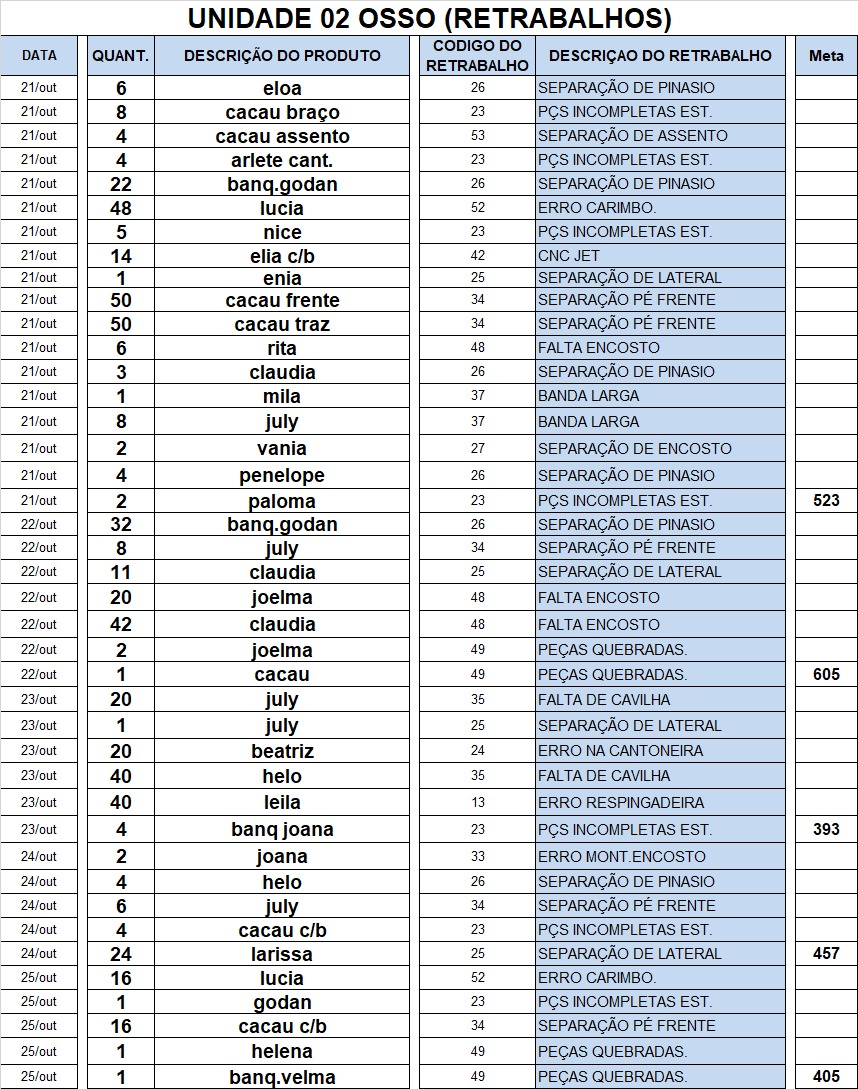 UNIDADE 02 OSSO (RETRABALHOS)
DATA QUANT. DESCRIÇÃO DO PRODUTO CODIGO DO RETRABALHO DESCRIÇAO DO RETRABALHO Meta
21/out 6 eloa 26 SEPARAÇÃO DE PINASIO
21/out 8 cacau braço 23 PÇS INCOMPLETAS EST.
21/out 4 cacau assento 53 SEPARAÇÃO DE ASSENTO
21/out 4 arlete cant. 23 PÇS INCOMPLETAS EST.
21/out 22 banq.godan 26 SEPARAÇÃO DE PINASIO
21/out 48 lucia 52 ERRO CARIMBO.
21/out 5 nice 23 PÇS INCOMPLETAS EST.
21/out 14 elia c/b 42 CNC JET
21/out 1 enia 25 SEPARAÇÃO DE LATERAL
21/out 50 cacau frente 34 SEPARAÇÃO PÉ FRENTE
21/out 50 cacau traz 34 SEPARAÇÃO PÉ FRENTE
21/out 6 rita 48 FALTA ENCOSTO
21/out 3 claudia 26 SEPARAÇÃO DE PINASIO
21/out 1 mila 37 BANDA LARGA
21/out 8 july 37 BANDA LARGA
21/out 2 vania 27 SEPARAÇÃO DE ENCOSTO
21/out 4 penelope 26 SEPARAÇÃO DE PINASIO
21/out 2 paloma 23 PÇS INCOMPLETAS EST. 523
22/out 32 banq.godan 26 SEPARAÇÃO DE PINASIO
22/out 8 july 34 SEPARAÇÃO PÉ FRENTE
22/out 11 claudia 25 SEPARAÇÃO DE LATERAL
22/out 20 joelma 48 FALTA ENCOSTO
22/out 42 claudia 48 FALTA ENCOSTO
22/out 2 joelma 49 PEÇAS QUEBRADAS.
22/out 1 cacau 49 PEÇAS QUEBRADAS. 605
23/out 20 july 35 FALTA DE CAVILHA
23/out 1 july 25 SEPARAÇÃO DE LATERAL
23/out 20 beatriz 24 ERRO NA CANTONEIRA
23/out 40 helo 35 FALTA DE CAVILHA
23/out 40 leila 13 ERRO RESPINGADEIRA
23/out 4 banq joana 23 PÇS INCOMPLETAS EST. 393
24/out 2 joana 33 ERRO MONT.ENCOSTO
24/out 4 helo 26 SEPARAÇÃO DE PINASIO
24/out 6 july 34 SEPARAÇÃO PÉ FRENTE
24/out 4 cacau c/b 23 PÇS INCOMPLETAS EST.
24/out 24 larissa 25 SEPARAÇÃO DE LATERAL 457
25/out 16 lucia 52 ERRO CARIMBO.
25/out 1 godan 23 PÇS INCOMPLETAS EST.
25/out 16 cacau c/b 34 SEPARAÇÃO PÉ FRENTE
25/out 1 helena 49 PEÇAS QUEBRADAS.
25/out 1 banq.velma 49 PEÇAS QUEBRADAS. 405